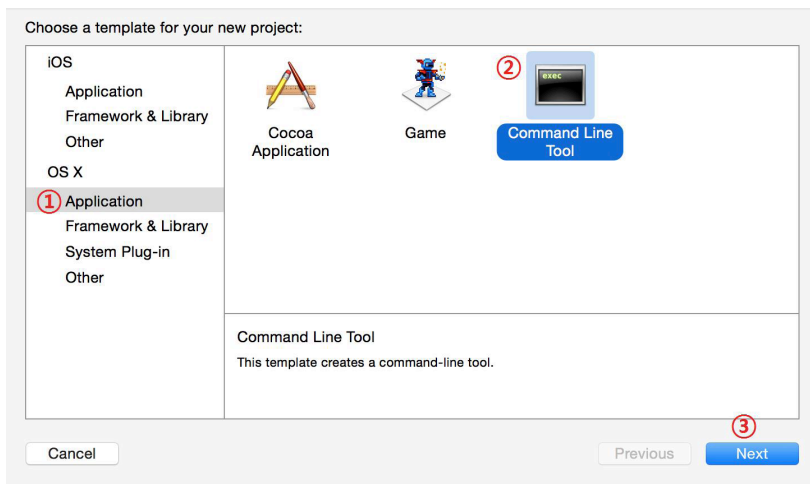 Choose a template for your new project:
iOS
Application
Framework & Library
Other
OS X
① Application
Framework & Library
System Plug-in
Other
Cocoa
Application
Game
②
exec
Command Line
Tool
Command Line Tool
This template creates a command-line tool.
③
Cancel
Previous
Next